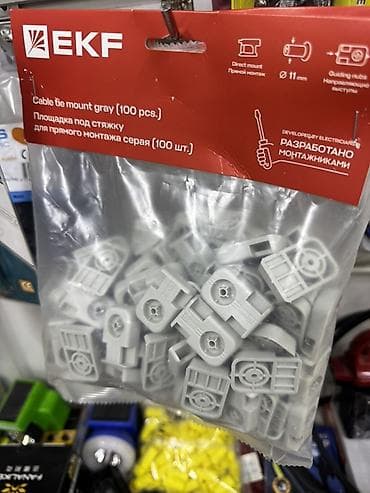 EKF
Direct mount
Прямой монтаж
Ø 11 mm
Guiding nubs
Направляющие
выступы
Cable tie mount gray (100 pcs.)
Площадка под стяжку
для прямого монтажа серая (100 шт.)
DEVELOPED BY ELECTRICIANS
РАЗРАБОТАНО
МОНТАЖНИКАМИ